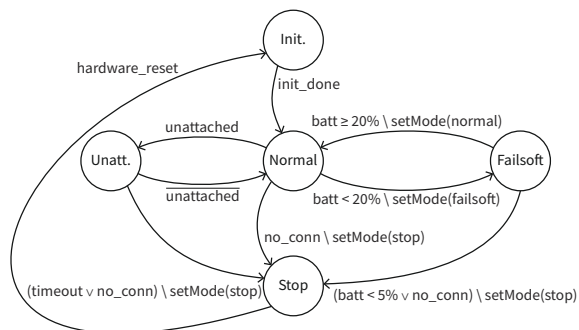 Init.
hardware_reset
init_done
batt ≥ 20% \ setMode(normal)
unattached
Unatt.
Normal
Failsoft
u̅n̅a̅t̅t̅a̅c̅h̅e̅d̅
batt < 20% \ setMode(failsoft)
no_conn \ setMode(stop)
Stop
(timeout ∨ no_conn) \ setMode(stop)
(batt < 5% ∨ no_conn) \ setMode(stop)